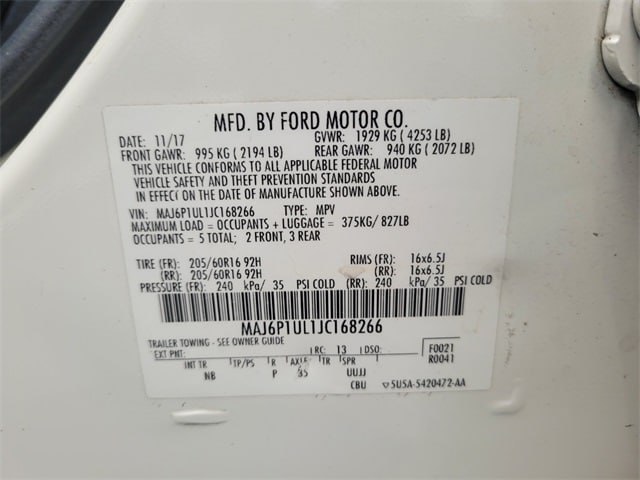 MFD. BY FORD MOTOR CO.
DATE: 11/17 GVWR: 1929 KG ( 4253 LB)
FRONT GAWR: 995 KG ( 2194 LB) REAR GAWR: 940 KG ( 2072 LB)
THIS VEHICLE CONFORMS TO ALL APPLICABLE FEDERAL MOTOR
VEHICLE SAFETY AND THEFT PREVENTION STANDARDS
IN EFFECT ON THE DATE OF MANUFACTURE SHOWN ABOVE.
VIN: MAJ6P1UL1JC168266 TYPE: MPV
MAXIMUM LOAD = OCCUPANTS + LUGGAGE = 375KG/ 827LB
OCCUPANTS = 5 TOTAL; 2 FRONT, 3 REAR
TIRE (FR): 205/60R16 92H RIMS (FR): 16x6.5J
(RR): 205/60R16 92H (RR): 16x6.5J
PRESSURE (FR): 240 kPa/ 35 PSI COLD (RR): 240 kPa/ 35 PSI COLD
MAJ6P1UL1JC168266
TRAILER TOWING - SEE OWNER GUIDE
EXT PNT: RC: 13 DSO: F0021
R0041
INT TR TP/PS R AXLE TR SPR
NB P 35 UUJJ
CBU ▽5U5A-5420472-AA